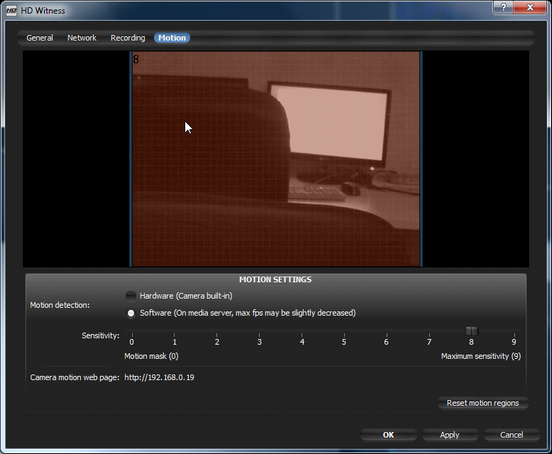 HD HD Witness
General Network Recording Motion
8
MOTION SETTINGS
Motion detection:
Hardware (Camera built-in)
Software (On media server, max fps may be slightly decreased)
Sensitivity:
0 1 2 3 4 5 6 7 8 9
Motion mask (0) Maximum sensitivity (9)
Camera motion web page: http://192.168.0.19
Reset motion regions
OK Apply Cancel